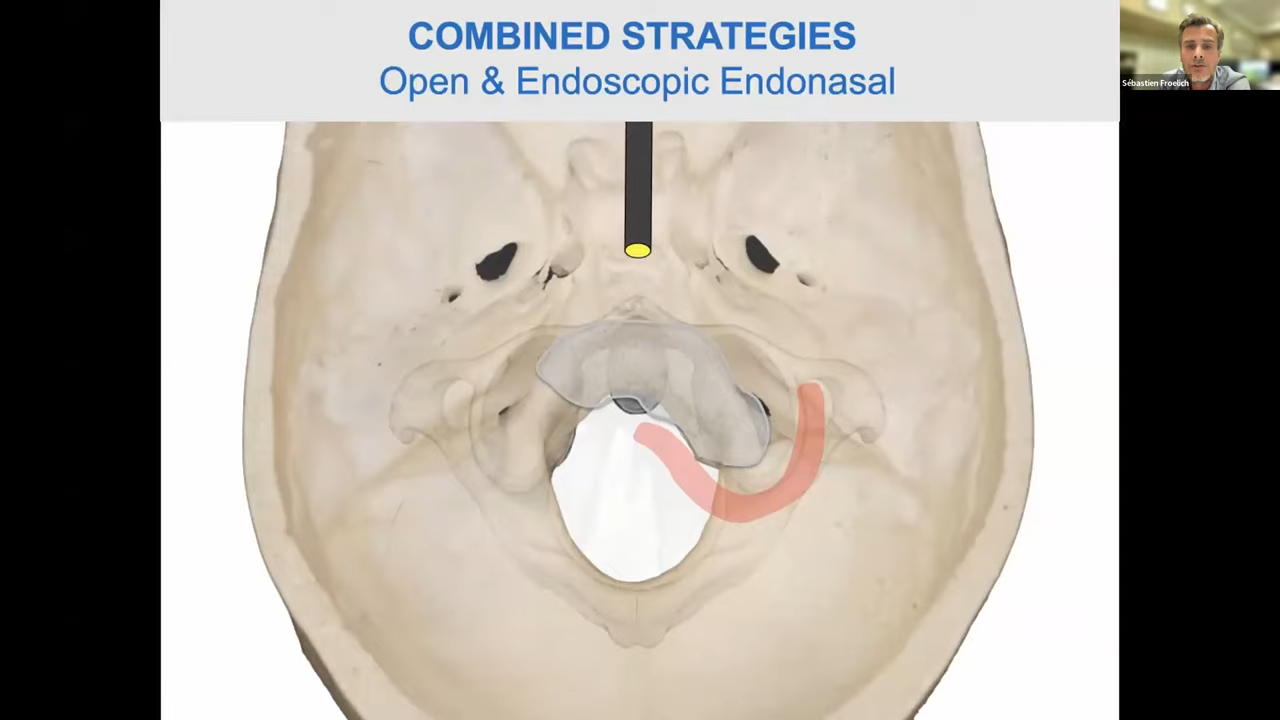 COMBINED STRATEGIES
Open & Endoscopic Endonasal
Sébastien Froelich